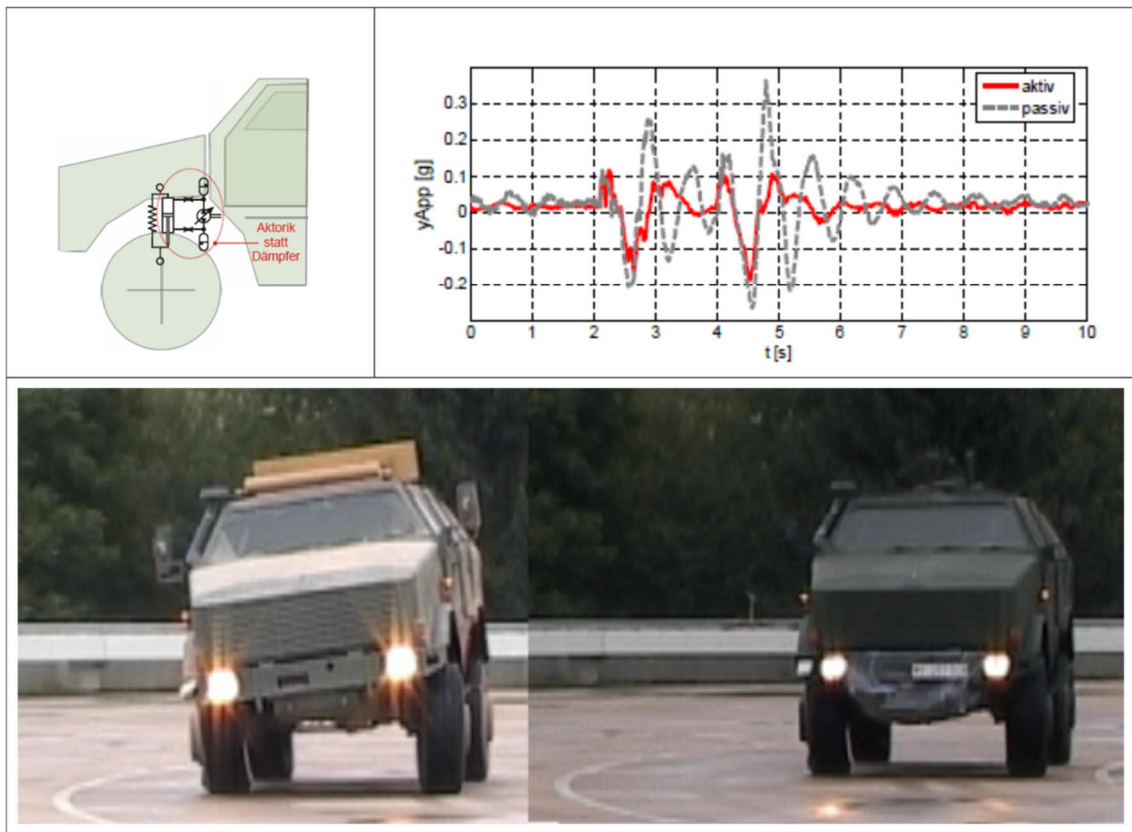 Aktorik
statt
Dämpfer
aktiv
passiv
yApp [g]
0.3
0.2
0.1
0
-0.1
-0.2
0 1 2 3 4 5 6 7 8 9 10
t [s]